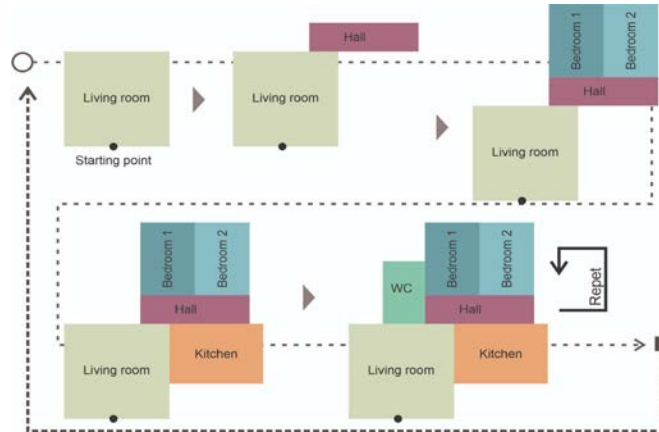 Living room
Starting point
Hall
Living room
Bedroom 1
Bedroom 2
Hall
Living room
Bedroom 1
Bedroom 2
Hall
Living room
Kitchen
WC
Bedroom 1
Bedroom 2
Hall
Living room
Kitchen
Repet